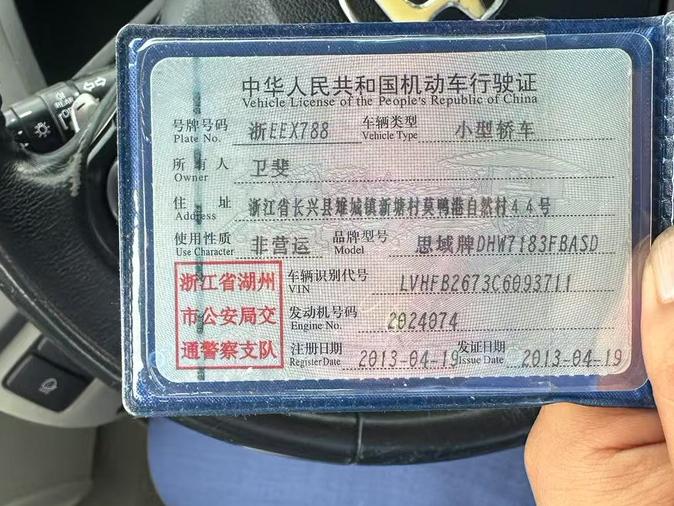 中华人民共和国机动车行驶证
Vehicle License of the People's Republic of China
号牌号码 浙EEX788 车辆类型 小型轿车
Plate No. Vehicle Type
所有人 卫斐
Owner
住址 浙江省长兴县雉城镇新塘村莫鸭港自然村44号
Address
使用性质 非营运 品牌型号 思域牌DHW7183FBASD
Use Character Model
浙江省湖州
市公安局交
通警察支队
车辆识别代号 LVHFB2673C6093711
VIN
发动机号码 2024074
Engine No.
注册日期 2013-04-19 发证日期 2013-04-19
Register Date Issue Date